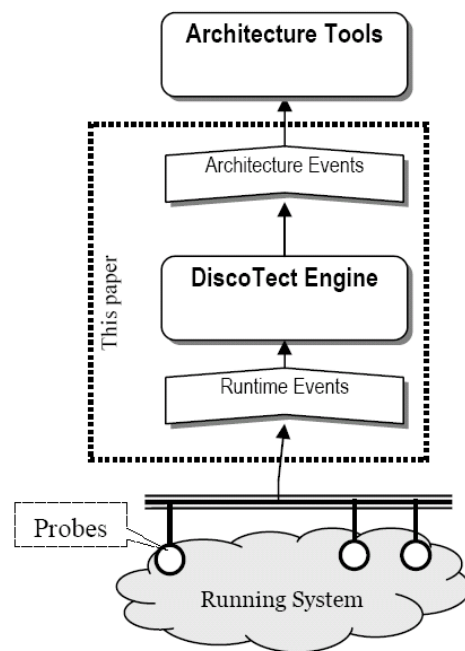 Architecture Tools
Architecture Events
This paper
DiscoTect Engine
Runtime Events
Probes
Running System